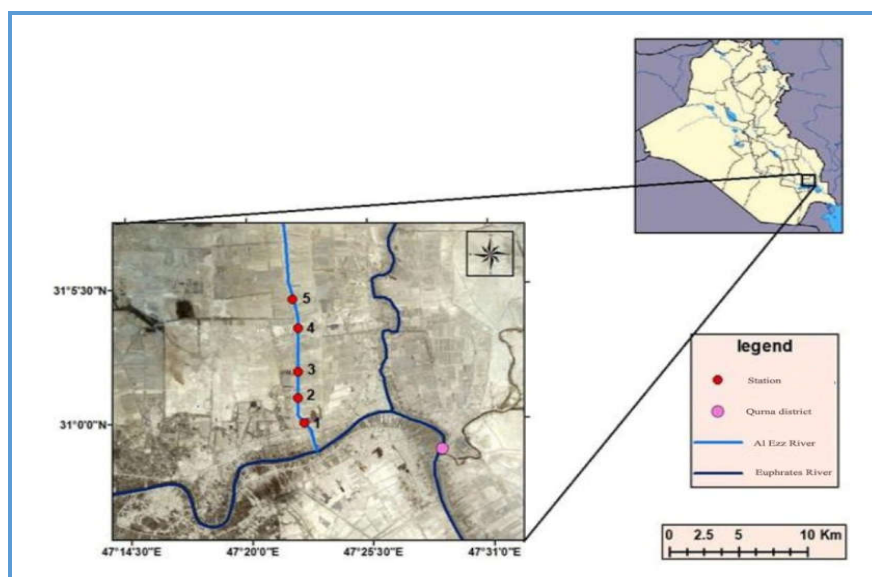 5
31°5'30"N
4
3
2
31°0'0"N
1
47°14'30"E
47°20'0"E
47°25'30"E
47°31'0"E
legend
Station
Qurna district
Al Ezz River
Euphrates River
0 2.5 5 10 Km